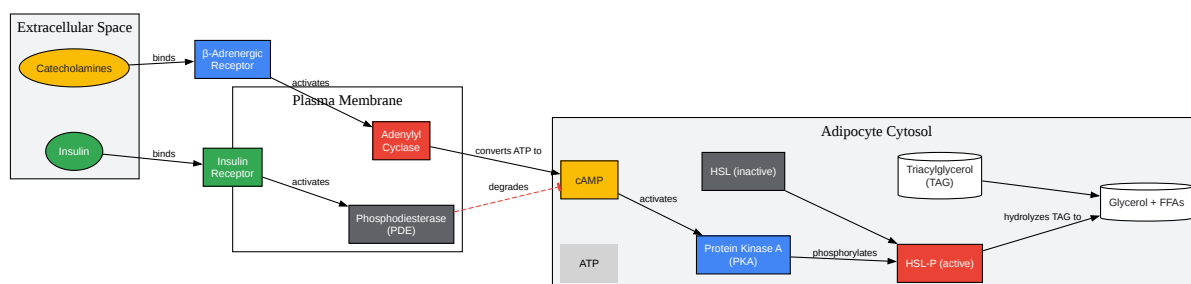 Extracellular Space
Catecholamines
Insulin
binds
binds
β-Adrenergic
Receptor
activates
Plasma Membrane
Adenylyl
Cyclase
Insulin
Receptor
activates
Phosphodiesterase
(PDE)
converts ATP to
degrades
Adipocyte Cytosol
cAMP
ATP
activates
HSL (inactive)
Protein Kinase A
(PKA)
phosphorylates
Triacylglycerol
(TAG)
HSL-P (active)
hydrolyzes TAG to
Glycerol + FFAs